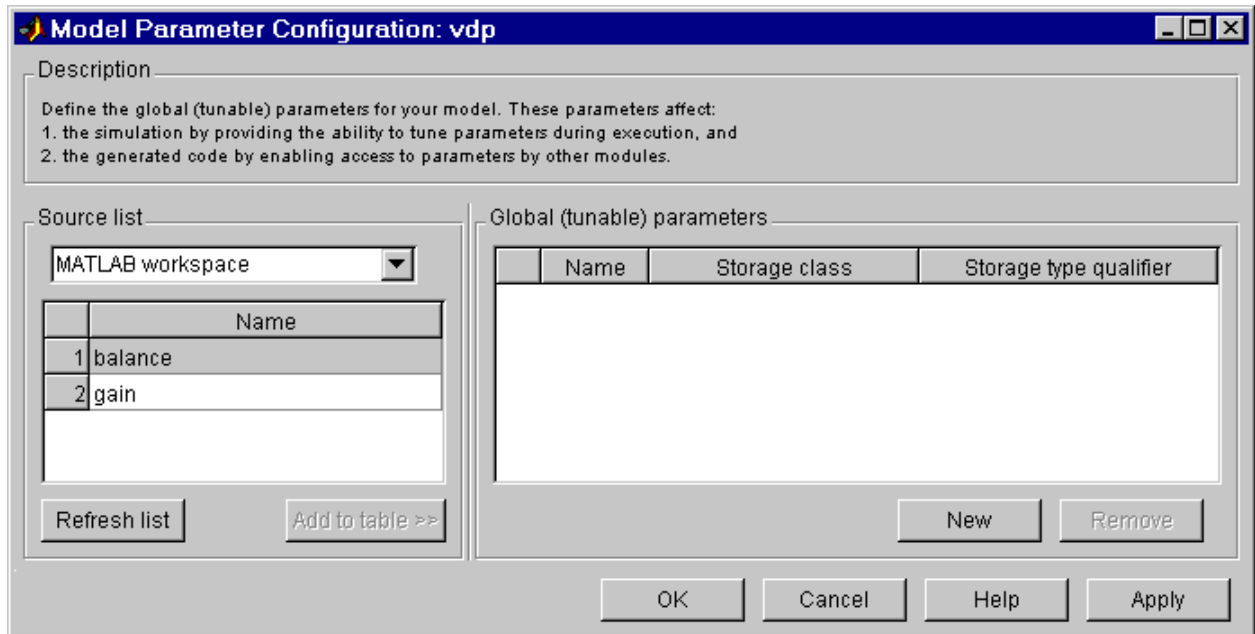 Model Parameter Configuration: vdp
Description
Define the global (tunable) parameters for your model. These parameters affect:
1. the simulation by providing the ability to tune parameters during execution, and
2. the generated code by enabling access to parameters by other modules.
Source list
MATLAB workspace
Name
1 balance
2 gain
Refresh list Add to table >>
Global (tunable) parameters
Name Storage class Storage type qualifier
New Remove
OK Cancel Help Apply